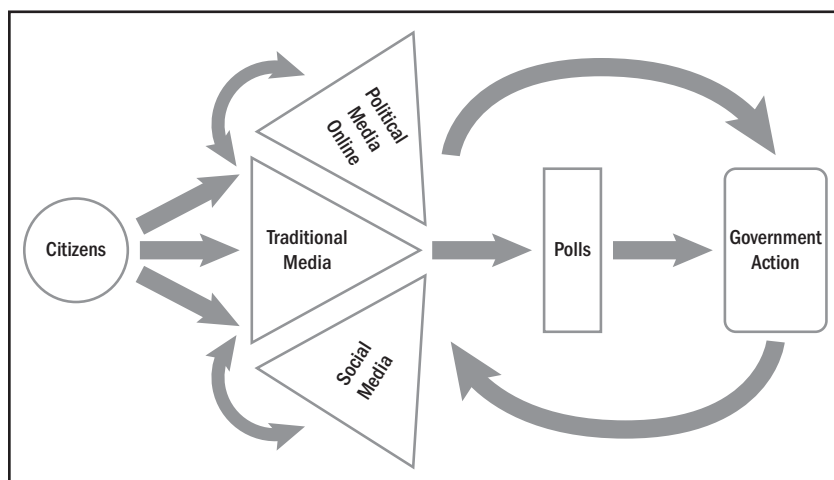 Citizens
Political
Media
Online
Traditional
Media
Social
Media
Polls
Government
Action